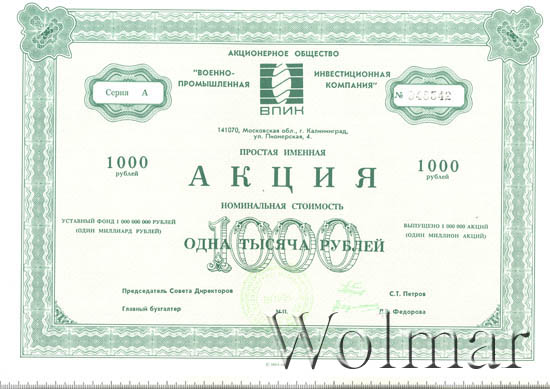 АКЦИОНЕРНОЕ ОБЩЕСТВО
"ВОЕННО-ПРОМЫШЛЕННАЯ
ИНВЕСТИЦИОННАЯ КОМПАНИЯ"
ВПИК
Серия А
№ 040542
141070, Московская обл., г. Калининград,
ул. Пионерская, 4.
ПРОСТАЯ ИМЕННАЯ
1000
рублей
АКЦИЯ
1000
рублей
НОМИНАЛЬНАЯ СТОИМОСТЬ
1000
ОДНА ТЫСЯЧА РУБЛЕЙ
УСТАВНЫЙ ФОНД 1 000 000 000 РУБЛЕЙ
(ОДИН МИЛЛИАРД РУБЛЕЙ)
ВЫПУЩЕНО 1 000 000 АКЦИЙ
(ОДИН МИЛЛИОН АКЦИЙ)
Председатель Совета Директоров
С.Т. Петров
Главный бухгалтер
М.П.
Федорова
Wolmar